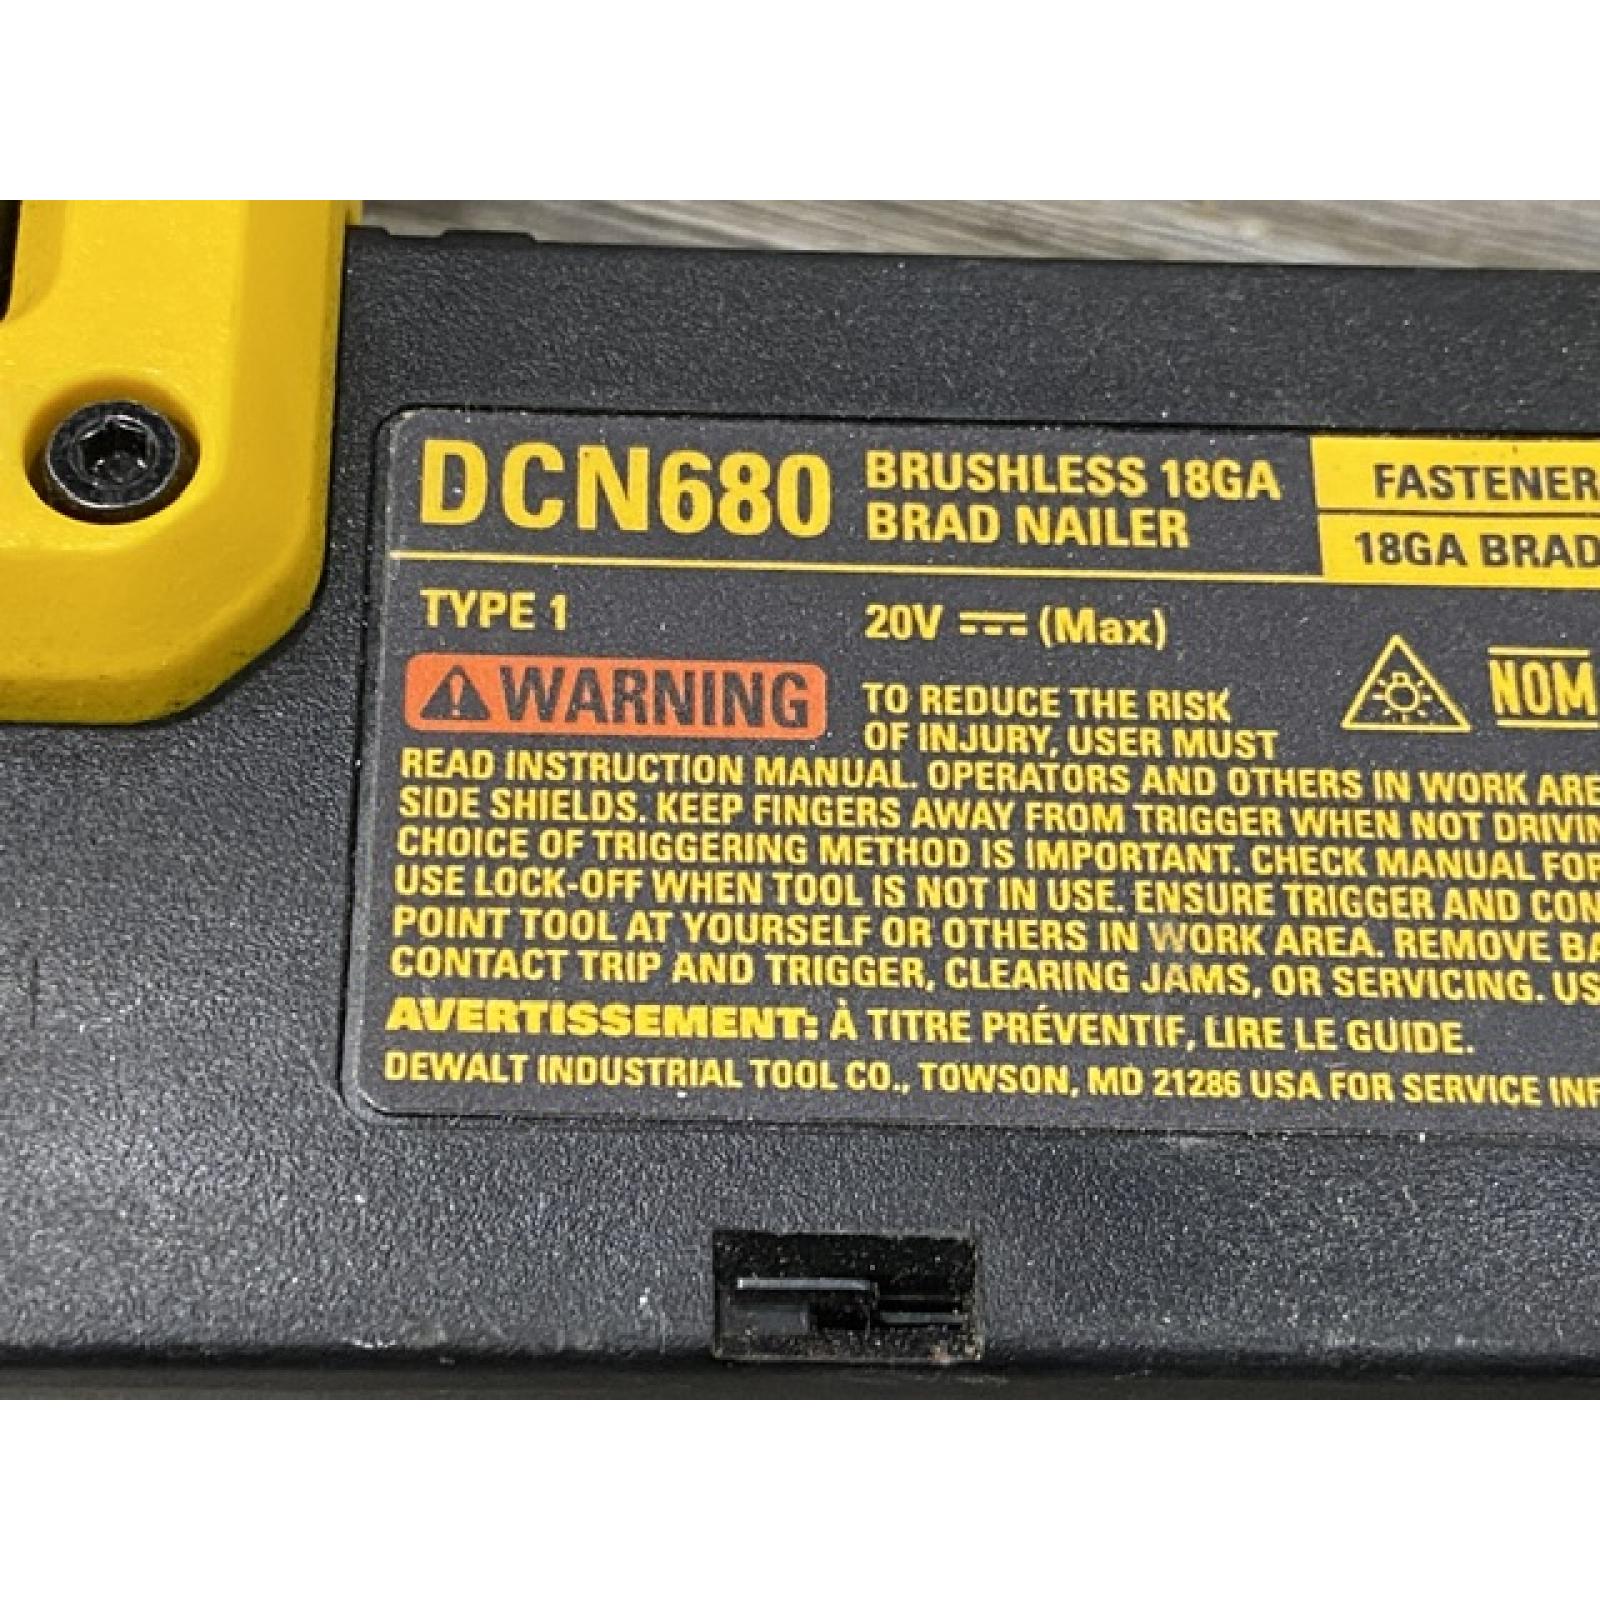 DCN680
BRUSHLESS 18GA
BRAD NAILER
FASTENER
18GA BRAD
TYPE 1
20V ⎓ (Max)
WARNING
TO REDUCE THE RISK
OF INJURY, USER MUST
NOM
READ INSTRUCTION MANUAL. OPERATORS AND OTHERS IN WORK ARE
SIDE SHIELDS. KEEP FINGERS AWAY FROM TRIGGER WHEN NOT DRIVIN
CHOICE OF TRIGGERING METHOD IS IMPORTANT. CHECK MANUAL FOR
USE LOCK-OFF WHEN TOOL IS NOT IN USE. ENSURE TRIGGER AND CON
POINT TOOL AT YOURSELF OR OTHERS IN WORK AREA. REMOVE BA
CONTACT TRIP AND TRIGGER, CLEARING JAMS, OR SERVICING. US
AVERTISSEMENT: À TITRE PRÉVENTIF, LIRE LE GUIDE.
DEWALT INDUSTRIAL TOOL CO., TOWSON, MD 21286 USA FOR SERVICE INF